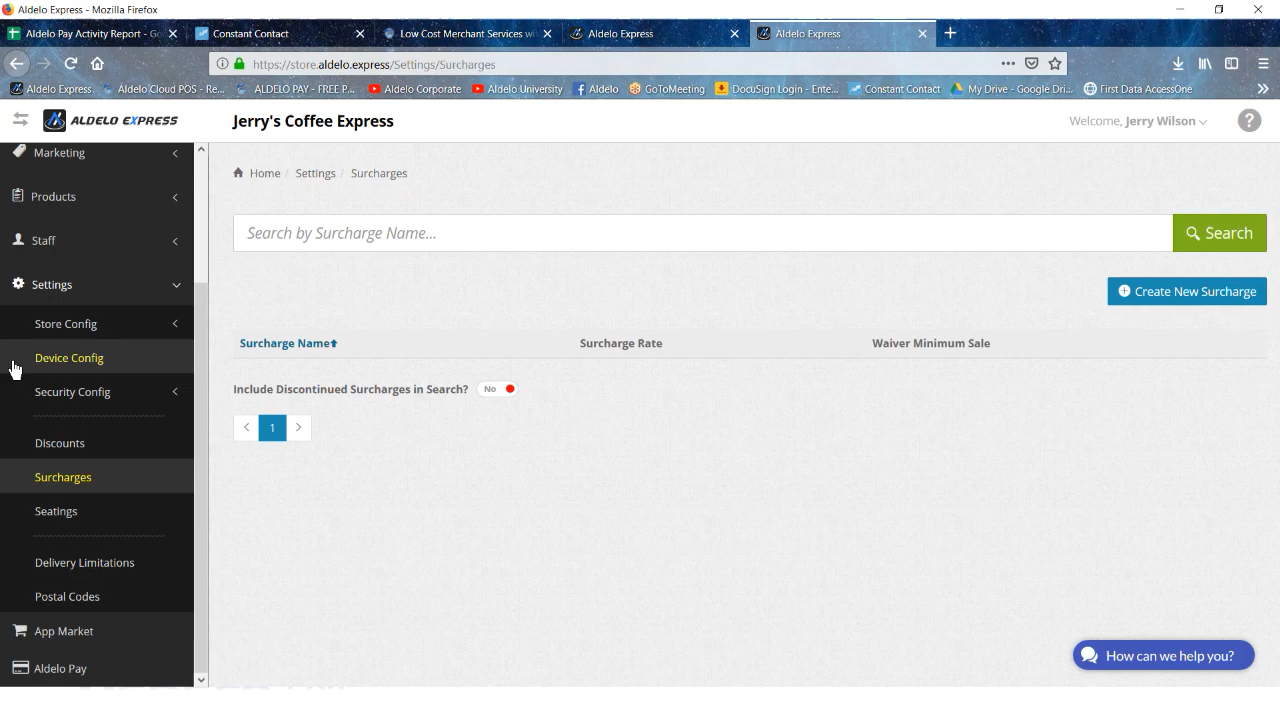 Aldelo Express - Mozilla Firefox
Aldelo Pay Activity Report - Go
Constant Contact
Low Cost Merchant Services wit
Aldelo Express
Aldelo Express
https://store.aldelo.express/Settings/Surcharges
Aldelo Express
Aldelo Cloud POS - Re...
ALDELO PAY - FREE P...
Aldelo Corporate
Aldelo University
Aldelo
GoToMeeting
DocuSign Login - Ente...
Constant Contact
My Drive - Google Dri...
First Data AccessOne
ALDELO EXPRESS
Jerry's Coffee Express
Welcome, Jerry Wilson
Marketing
Products
Staff
Settings
Store Config
Device Config
Security Config
Discounts
Surcharges
Seatings
Delivery Limitations
Postal Codes
App Market
Aldelo Pay
Home / Settings / Surcharges
Search by Surcharge Name...
Search
Create New Surcharge
Surcharge Name
Surcharge Rate
Waiver Minimum Sale
Include Discontinued Surcharges in Search?
No
1
How can we help you?